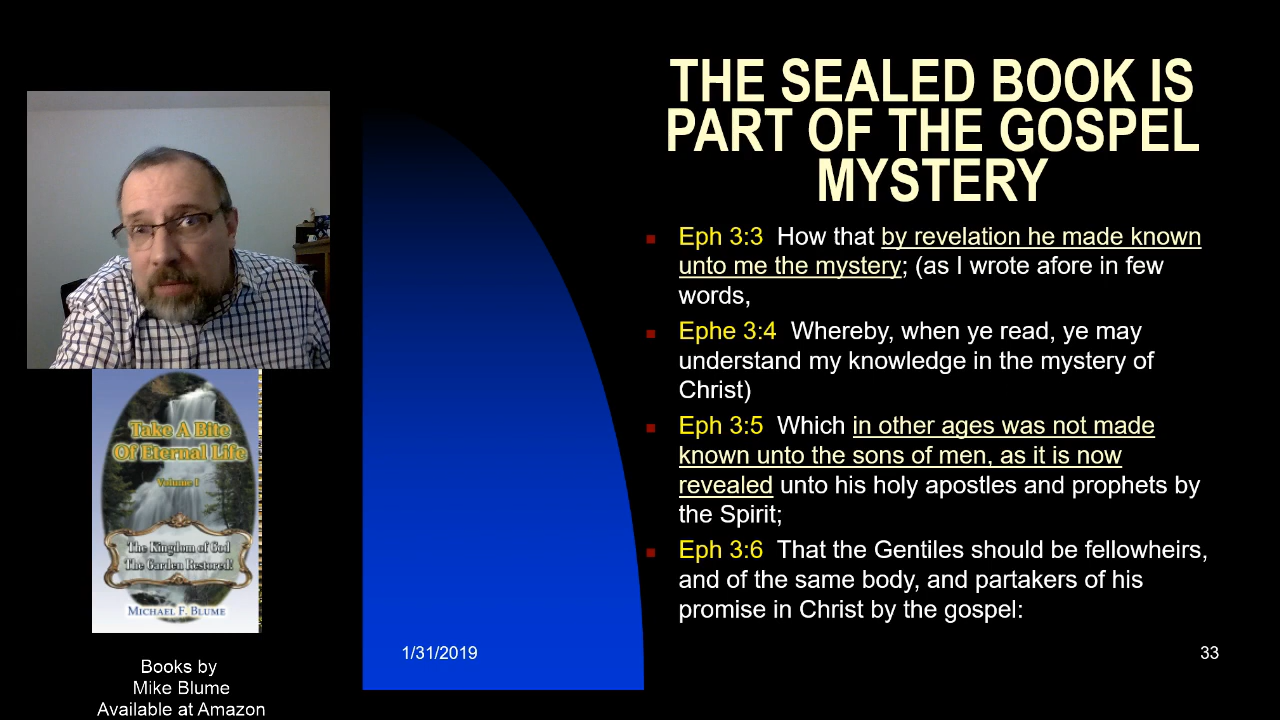 THE SEALED BOOK IS
PART OF THE GOSPEL
MYSTERY
Eph 3:3 How that by revelation he made known
unto me the mystery; (as I wrote afore in few
words,
Ephe 3:4 Whereby, when ye read, ye may
understand my knowledge in the mystery of
Christ)
Eph 3:5 Which in other ages was not made
known unto the sons of men, as it is now
revealed unto his holy apostles and prophets by
the Spirit;
Eph 3:6 That the Gentiles should be fellowheirs,
and of the same body, and partakers of his
promise in Christ by the gospel:
1/31/2019
33
Take A Bite
Of Eternal Life
Volume I
The Kingdom of God
The Garden Restored!
MICHAEL F. BLUME
Books by
Mike Blume
Available at Amazon